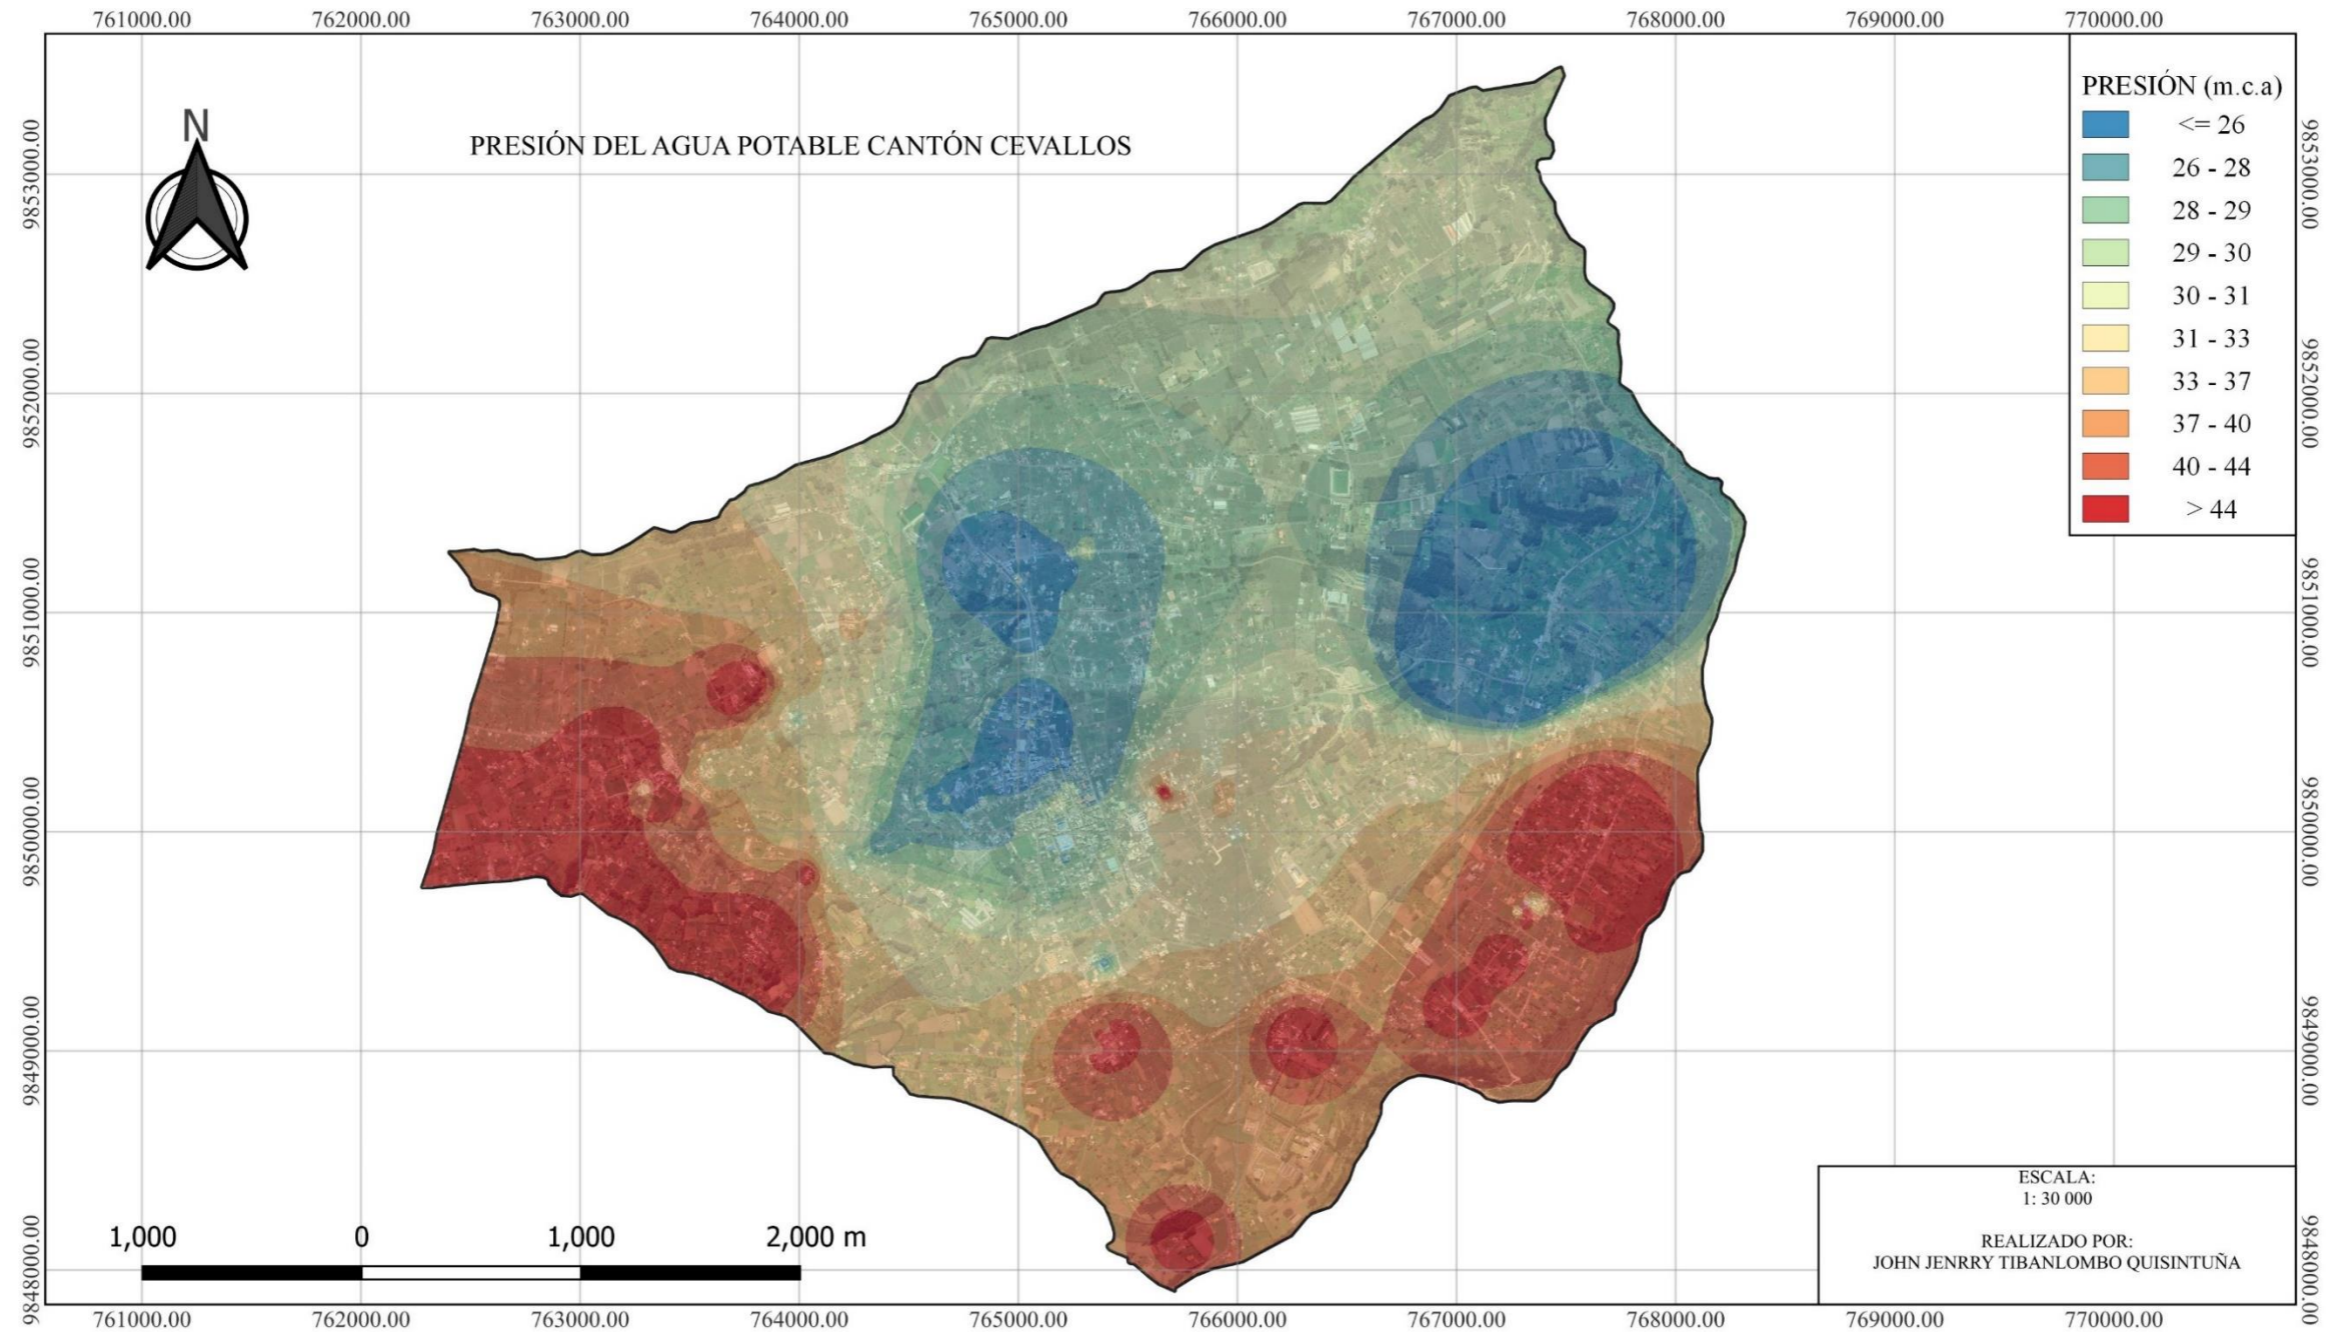 761000.00 762000.00 763000.00 764000.00 765000.00 766000.00 767000.00 768000.00 769000.00 770000.00
N
PRESIÓN DEL AGUA POTABLE CANTÓN CEVALLOS
PRESIÓN (m.c.a)
<= 26
26 - 28
28 - 29
29 - 30
30 - 31
31 - 33
33 - 37
37 - 40
40 - 44
> 44
9853000.00
9852000.00
9851000.00
9850000.00
9849000.00
9848000.00
9853000.00
9852000.00
9851000.00
9850000.00
9849000.00
9848000.00
1,000 0 1,000 2,000 m
ESCALA:
1: 30 000
REALIZADO POR:
JOHN JENRRY TIBANLOMBO QUISINTUÑA
761000.00 762000.00 763000.00 764000.00 765000.00 766000.00 767000.00 768000.00 769000.00 770000.00